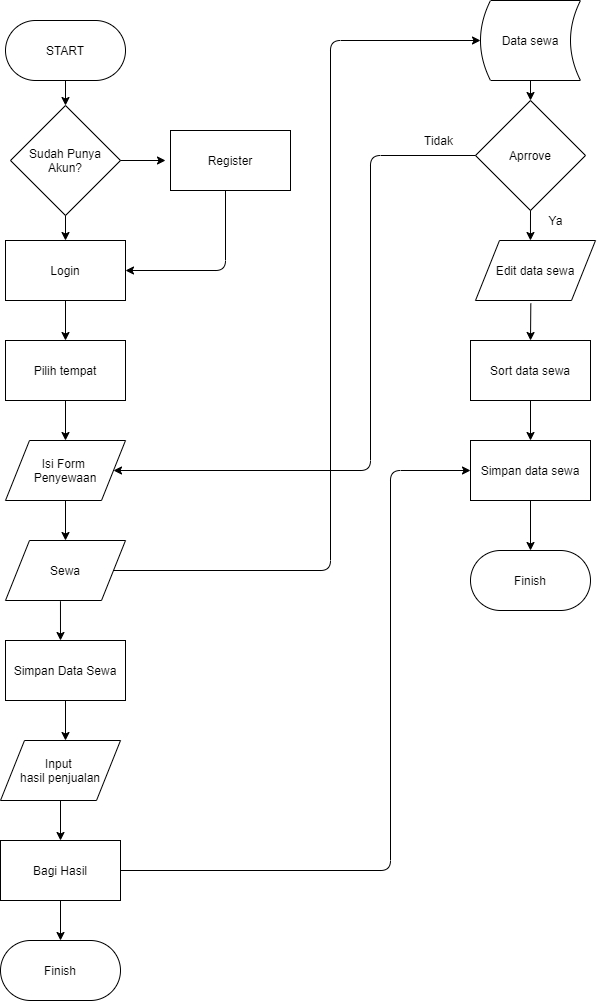 START
Sudah Punya
Akun?
Register
Login
Pilih tempat
Isi Form
Penyewaan
Sewa
Simpan Data Sewa
Input
hasil penjualan
Bagi Hasil
Finish
Data sewa
Aprrove
Tidak
Ya
Edit data sewa
Sort data sewa
Simpan data sewa
Finish